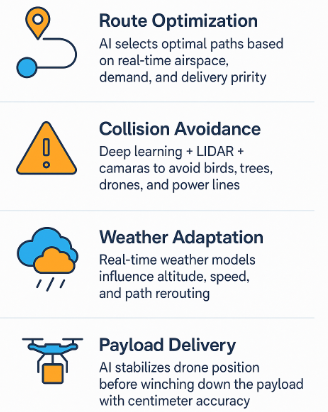 Route Optimization
AI selects optimal paths based
on real-time airspace,
demand, and delivery pririty
Collision Avoidance
Deep learning + LIDAR +
camaras to avoid birds, trees,
drones, and power lines
Weather Adaptation
Real-time weather models
influence altitude, speed,
and path rerouting
Payload Delivery
AI stabilizes drone position
before winching down the payload
with centimeter accuracy